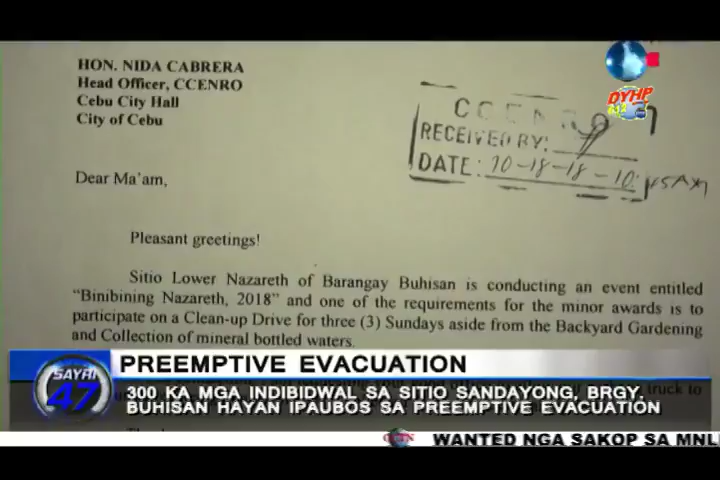 HON. NIDA CABRERA
Head Officer, CCENRO
Cebu City Hall
City of Cebu
DYHP
612
CCENRO
RECEIVED BY:
DATE: 10-18-18-10:
Dear Ma'am,
Pleasant greetings!
Sitio Lower Nazareth of Barangay Buhisan is conducting an event entitled
"Binibining Nazareth, 2018" and one of the requirements for the minor awards is to
participate on a Clean-up Drive for three (3) Sundays aside from the Backyard Gardening
and Collection of mineral bottled waters.
truck to
SAYRI
47
PREEMPTIVE EVACUATION
300 KA MGA INDIBIDWAL SA SITIO SANDAYONG, BRGY.
BUHISAN HAYAN IPAUBOS SA PREEMPTIVE EVACUATION
WANTED NGA SAKOP SA MNL